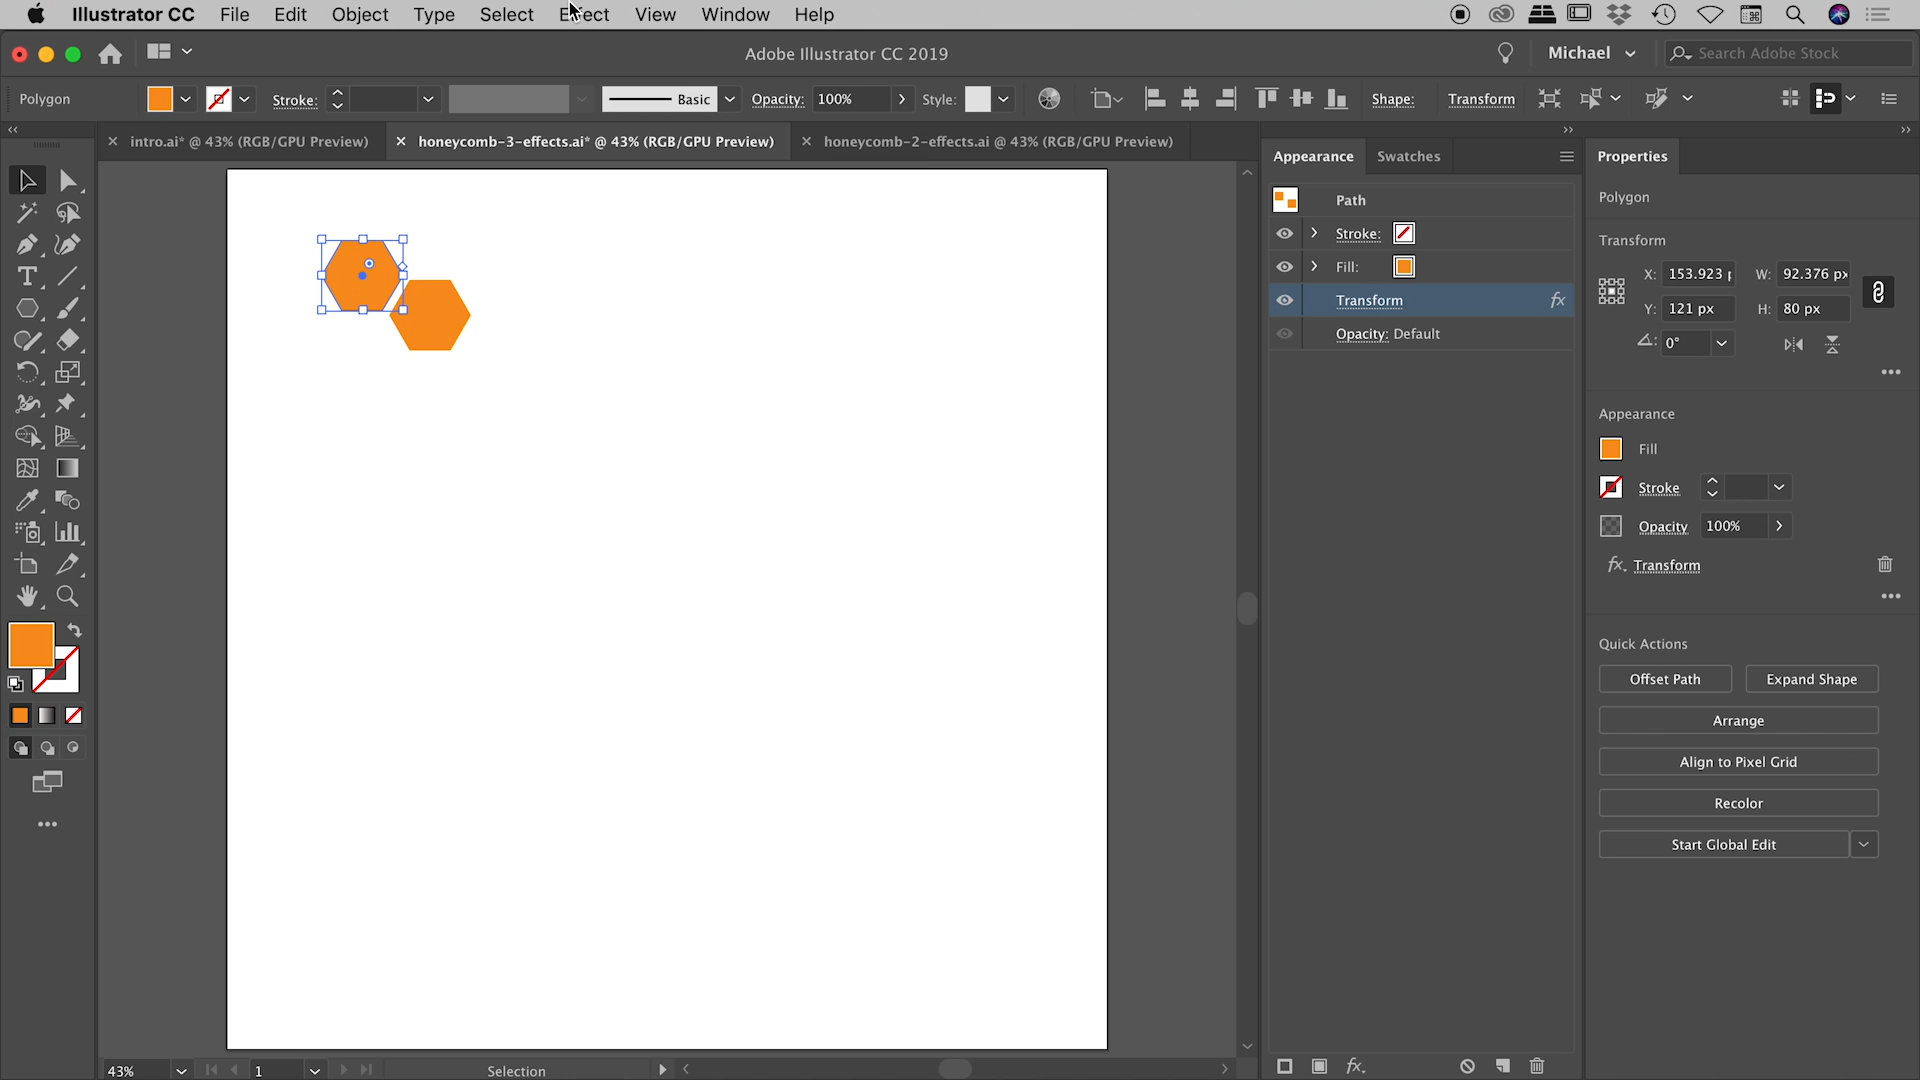 Illustrator CC File Edit Object Type Select Effect View Window Help
Adobe Illustrator CC 2019
Michael
Search Adobe Stock
Polygon
Stroke:
Basic
Opacity: 100%
Style:
Shape:
Transform
intro.ai* @ 43% (RGB/GPU Preview)
honeycomb-3-effects.ai* @ 43% (RGB/GPU Preview)
honeycomb-2-effects.ai @ 43% (RGB/GPU Preview)
Appearance
Swatches
Path
Stroke:
Fill:
Transform fx
Opacity: Default
Properties
Polygon
Transform
X: 153.923 p
W: 92.376 px
Y: 121 px
H: 80 px
0°
Appearance
Fill
Stroke
Opacity 100%
fx. Transform
Quick Actions
Offset Path
Expand Shape
Arrange
Align to Pixel Grid
Recolor
Start Global Edit
43%
1
Selection
fx.